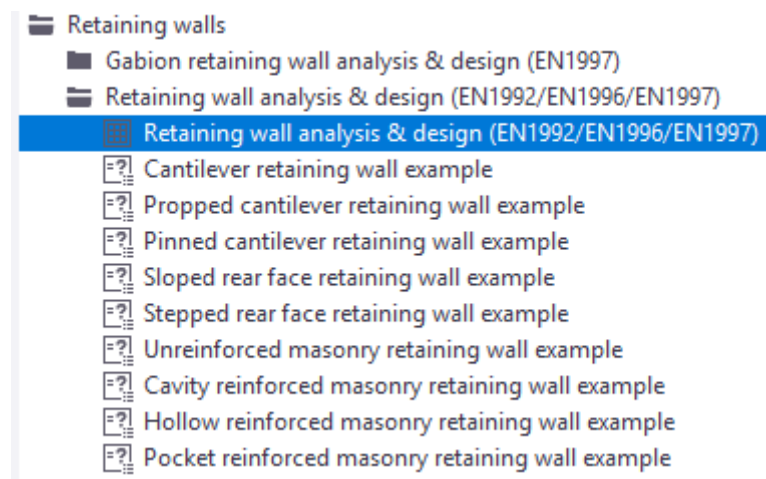 Retaining walls
Gabion retaining wall analysis & design (EN1997)
Retaining wall analysis & design (EN1992/EN1996/EN1997)
Retaining wall analysis & design (EN1992/EN1996/EN1997)
Cantilever retaining wall example
Propped cantilever retaining wall example
Pinned cantilever retaining wall example
Sloped rear face retaining wall example
Stepped rear face retaining wall example
Unreinforced masonry retaining wall example
Cavity reinforced masonry retaining wall example
Hollow reinforced masonry retaining wall example
Pocket reinforced masonry retaining wall example